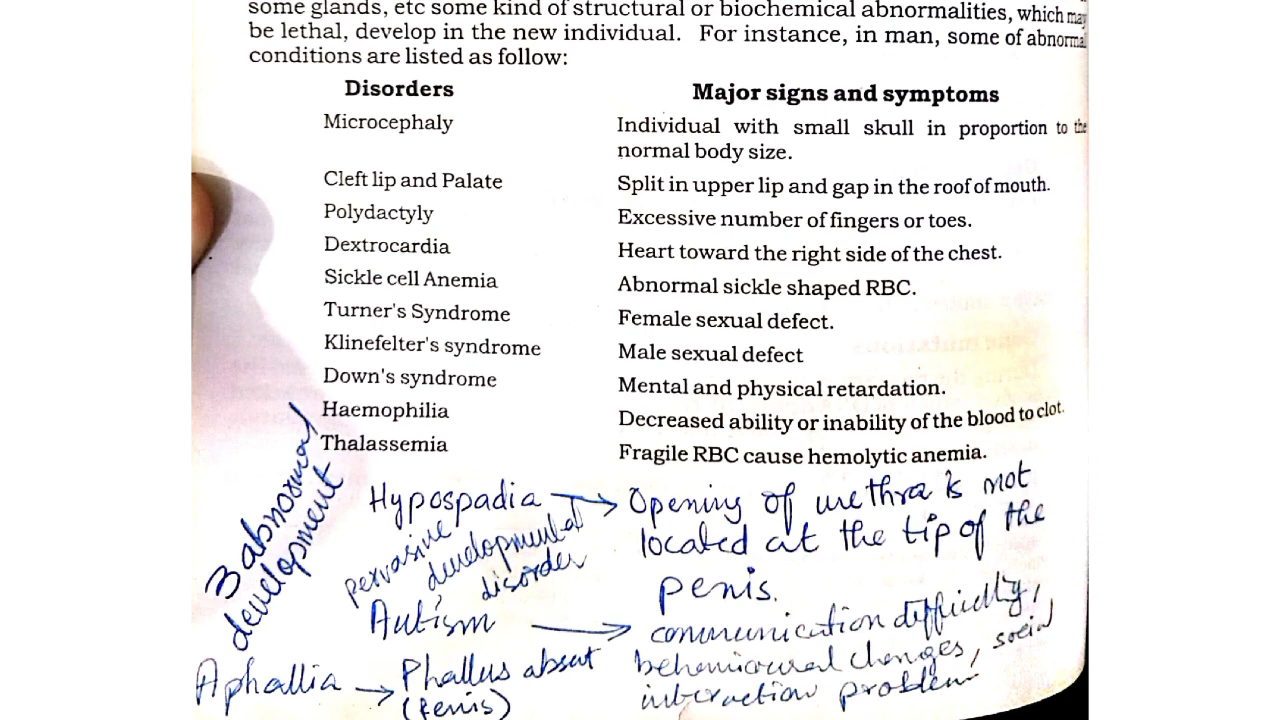 some glands, etc some kind of structural or biochemical abnormalities, which may
be lethal, develop in the new individual. For instance, in man, some of abnormal
conditions are listed as follow:
Disorders Major signs and symptoms
Microcephaly Individual with small skull in proportion to the
normal body size.
Cleft lip and Palate Split in upper lip and gap in the roof of mouth.
Polydactyly Excessive number of fingers or toes.
Dextrocardia Heart toward the right side of the chest.
Sickle cell Anemia Abnormal sickle shaped RBC.
Turner's Syndrome Female sexual defect.
Klinefelter's syndrome Male sexual defect
Down's syndrome Mental and physical retardation.
Haemophilia Decreased ability or inability of the blood to clot.
Thalassemia Fragile RBC cause hemolytic anemia.
3 abnormal
development
Hypospadia → Opening of urethra is not
located at the tip of the
penis.
pervasive
developmental
disorder
Autism → communication difficulty,
behavioural changes, social
interaction problem
Aphallia → Phallus absent
(Penis)